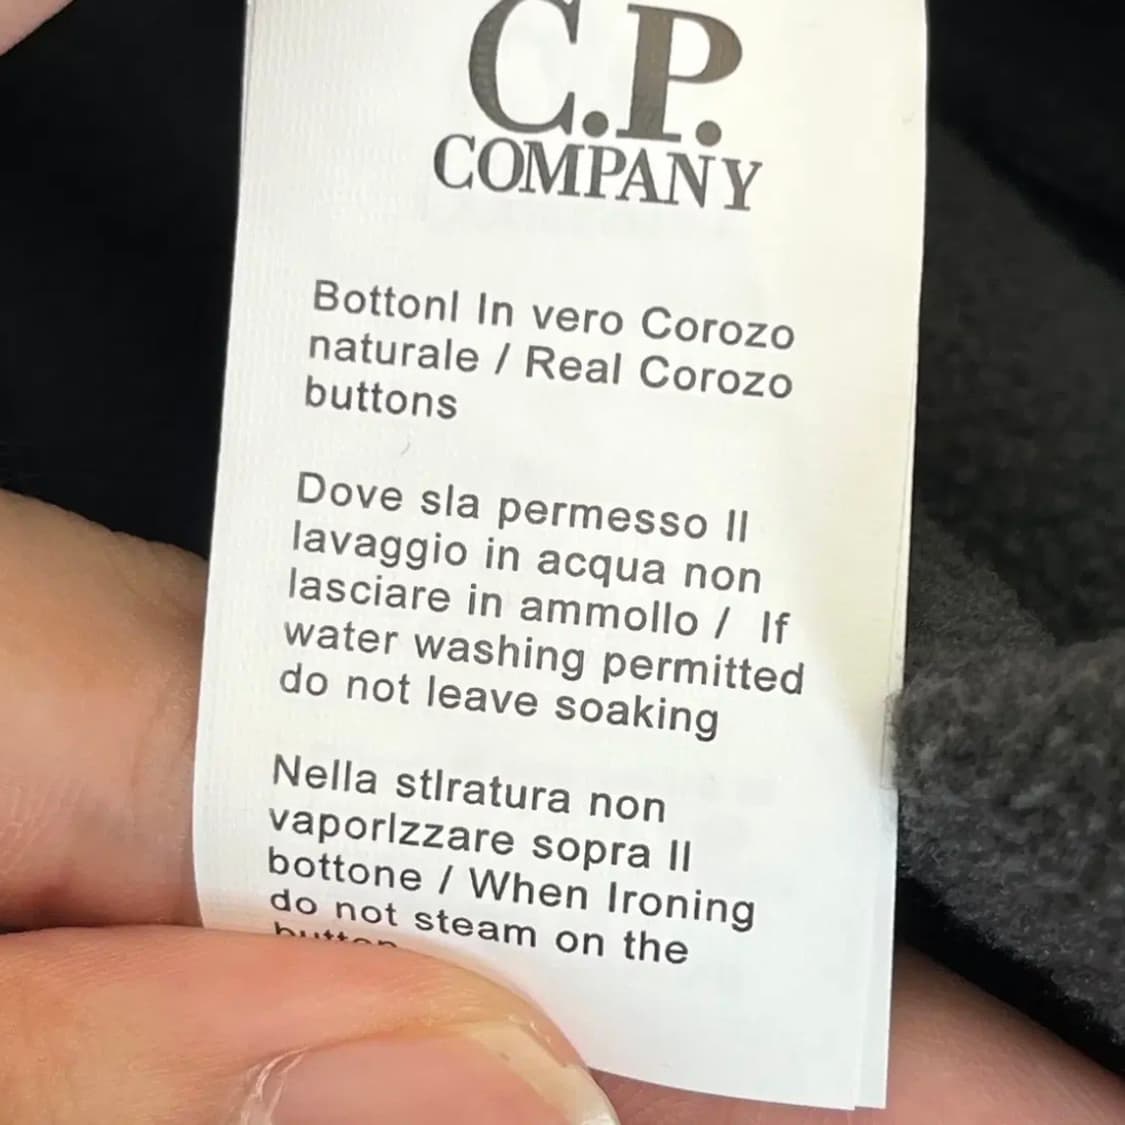 C.P.
COMPANY
Bottonl In vero Corozo
naturale / Real Corozo
buttons
Dove sla permesso Il
lavaggio in acqua non
lasciare in ammollo / If
water washing permitted
do not leave soaking
Nella stlratura non
vaporlzzare sopra Il
bottone / When Ironing
do not steam on the
button